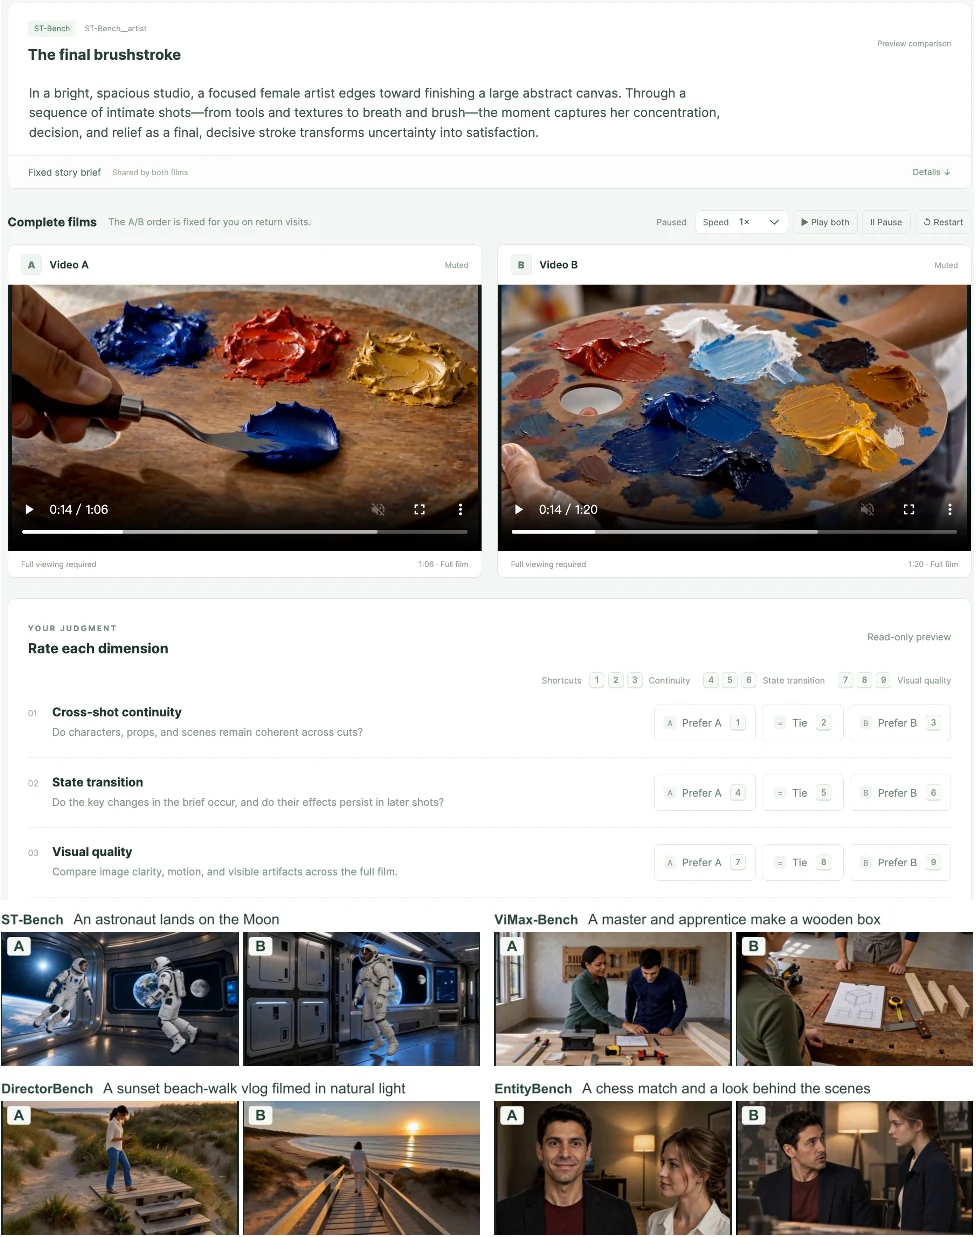 ST-Bench ST-Bench__artist
The final brushstroke
Preview comparison
In a bright, spacious studio, a focused female artist edges toward finishing a large abstract canvas. Through a
sequence of intimate shots—from tools and textures to breath and brush—the moment captures her concentration,
decision, and relief as a final, decisive stroke transforms uncertainty into satisfaction.
Fixed story brief Shared by both films Details ↓
Complete films The A/B order is fixed for you on return visits. Paused Speed 1× ▶ Play both II Pause ↺ Restart
A Video A Muted
0:14 / 1:06
Full viewing required 1:06 · Full film
B Video B Muted
0:14 / 1:20
Full viewing required 1:20 · Full film
YOUR JUDGMENT
Rate each dimension
Read-only preview
Shortcuts 1 2 3 Continuity 4 5 6 State transition 7 8 9 Visual quality
01 Cross-shot continuity
Do characters, props, and scenes remain coherent across cuts?
A Prefer A 1 = Tie 2 B Prefer B 3
02 State transition
Do the key changes in the brief occur, and do their effects persist in later shots?
A Prefer A 4 = Tie 5 B Prefer B 6
03 Visual quality
Compare image clarity, motion, and visible artifacts across the full film.
A Prefer A 7 = Tie 8 B Prefer B 9
ST-Bench An astronaut lands on the Moon
A B
ViMax-Bench A master and apprentice make a wooden box
A B
DirectorBench A sunset beach-walk vlog filmed in natural light
A B
EntityBench A chess match and a look behind the scenes
A B